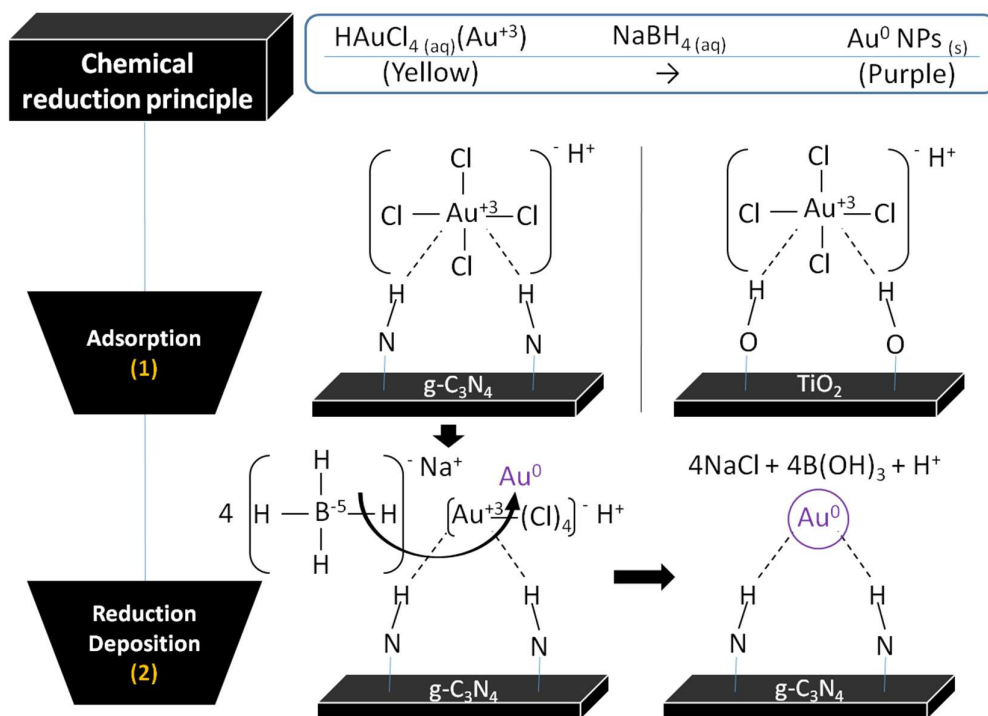 Chemical
reduction principle
HAuCl₄ (aq)(Au⁺³) NaBH₄ (aq) Au⁰ NPs (s)
(Yellow) → (Purple)
Adsorption
(1)
Cl
Cl Au⁺³ Cl
Cl
⁻ H⁺
H H
N N
g-C₃N₄
Cl
Cl Au⁺³ Cl
Cl
⁻ H⁺
H H
O O
TiO₂
Reduction
Deposition
(2)
H
4 H B⁻⁵ H
H
⁻ Na⁺
Au⁰
[Au⁺³ (Cl)₄] ⁻ H⁺
H H
N N
g-C₃N₄
4NaCl + 4B(OH)₃ + H⁺
Au⁰
H H
N N
g-C₃N₄